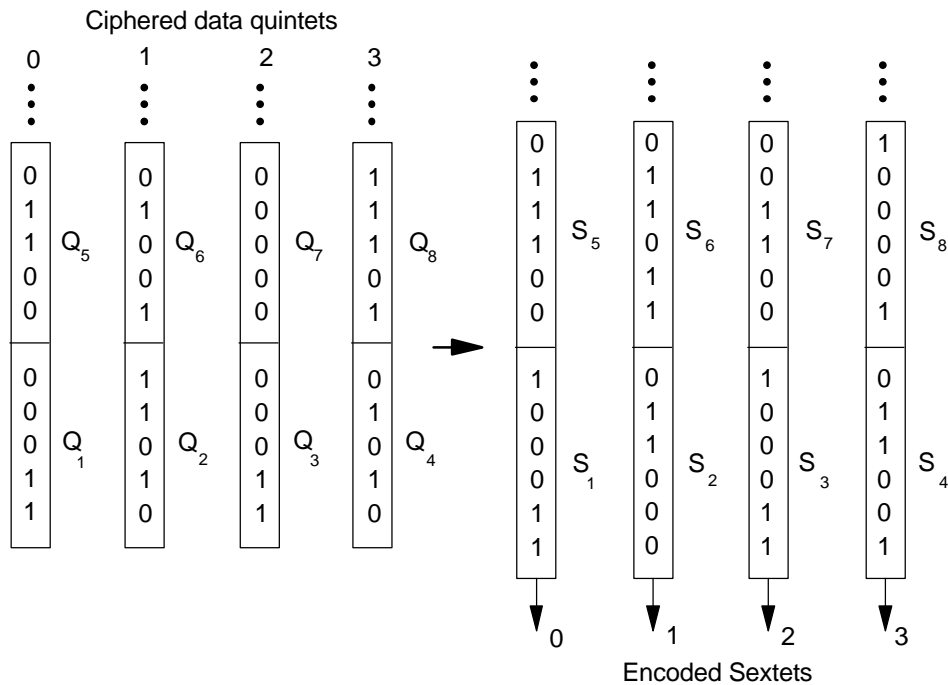 Ciphered data quintets
0 1 2 3
0 0 0 1
1 1 0 1
1 Q5 0 Q6 0 Q7 1 Q8
0 0 0 0
0 1 0 1
0 1 0 0
0 1 0 1
0 Q1 0 Q2 0 Q3 0 Q4
1 1 1 1
1 0 1 0
0 0 0 1
1 1 0 0
1 1 1 0
1 S5 0 S6 1 S7 0 S8
0 1 0 0
0 1 0 1
1 0 1 0
0 1 0 1
0 1 0 1
0 S1 0 S2 0 S3 0 S4
1 0 1 0
1 0 1 1
0 1 2 3
Encoded Sextets